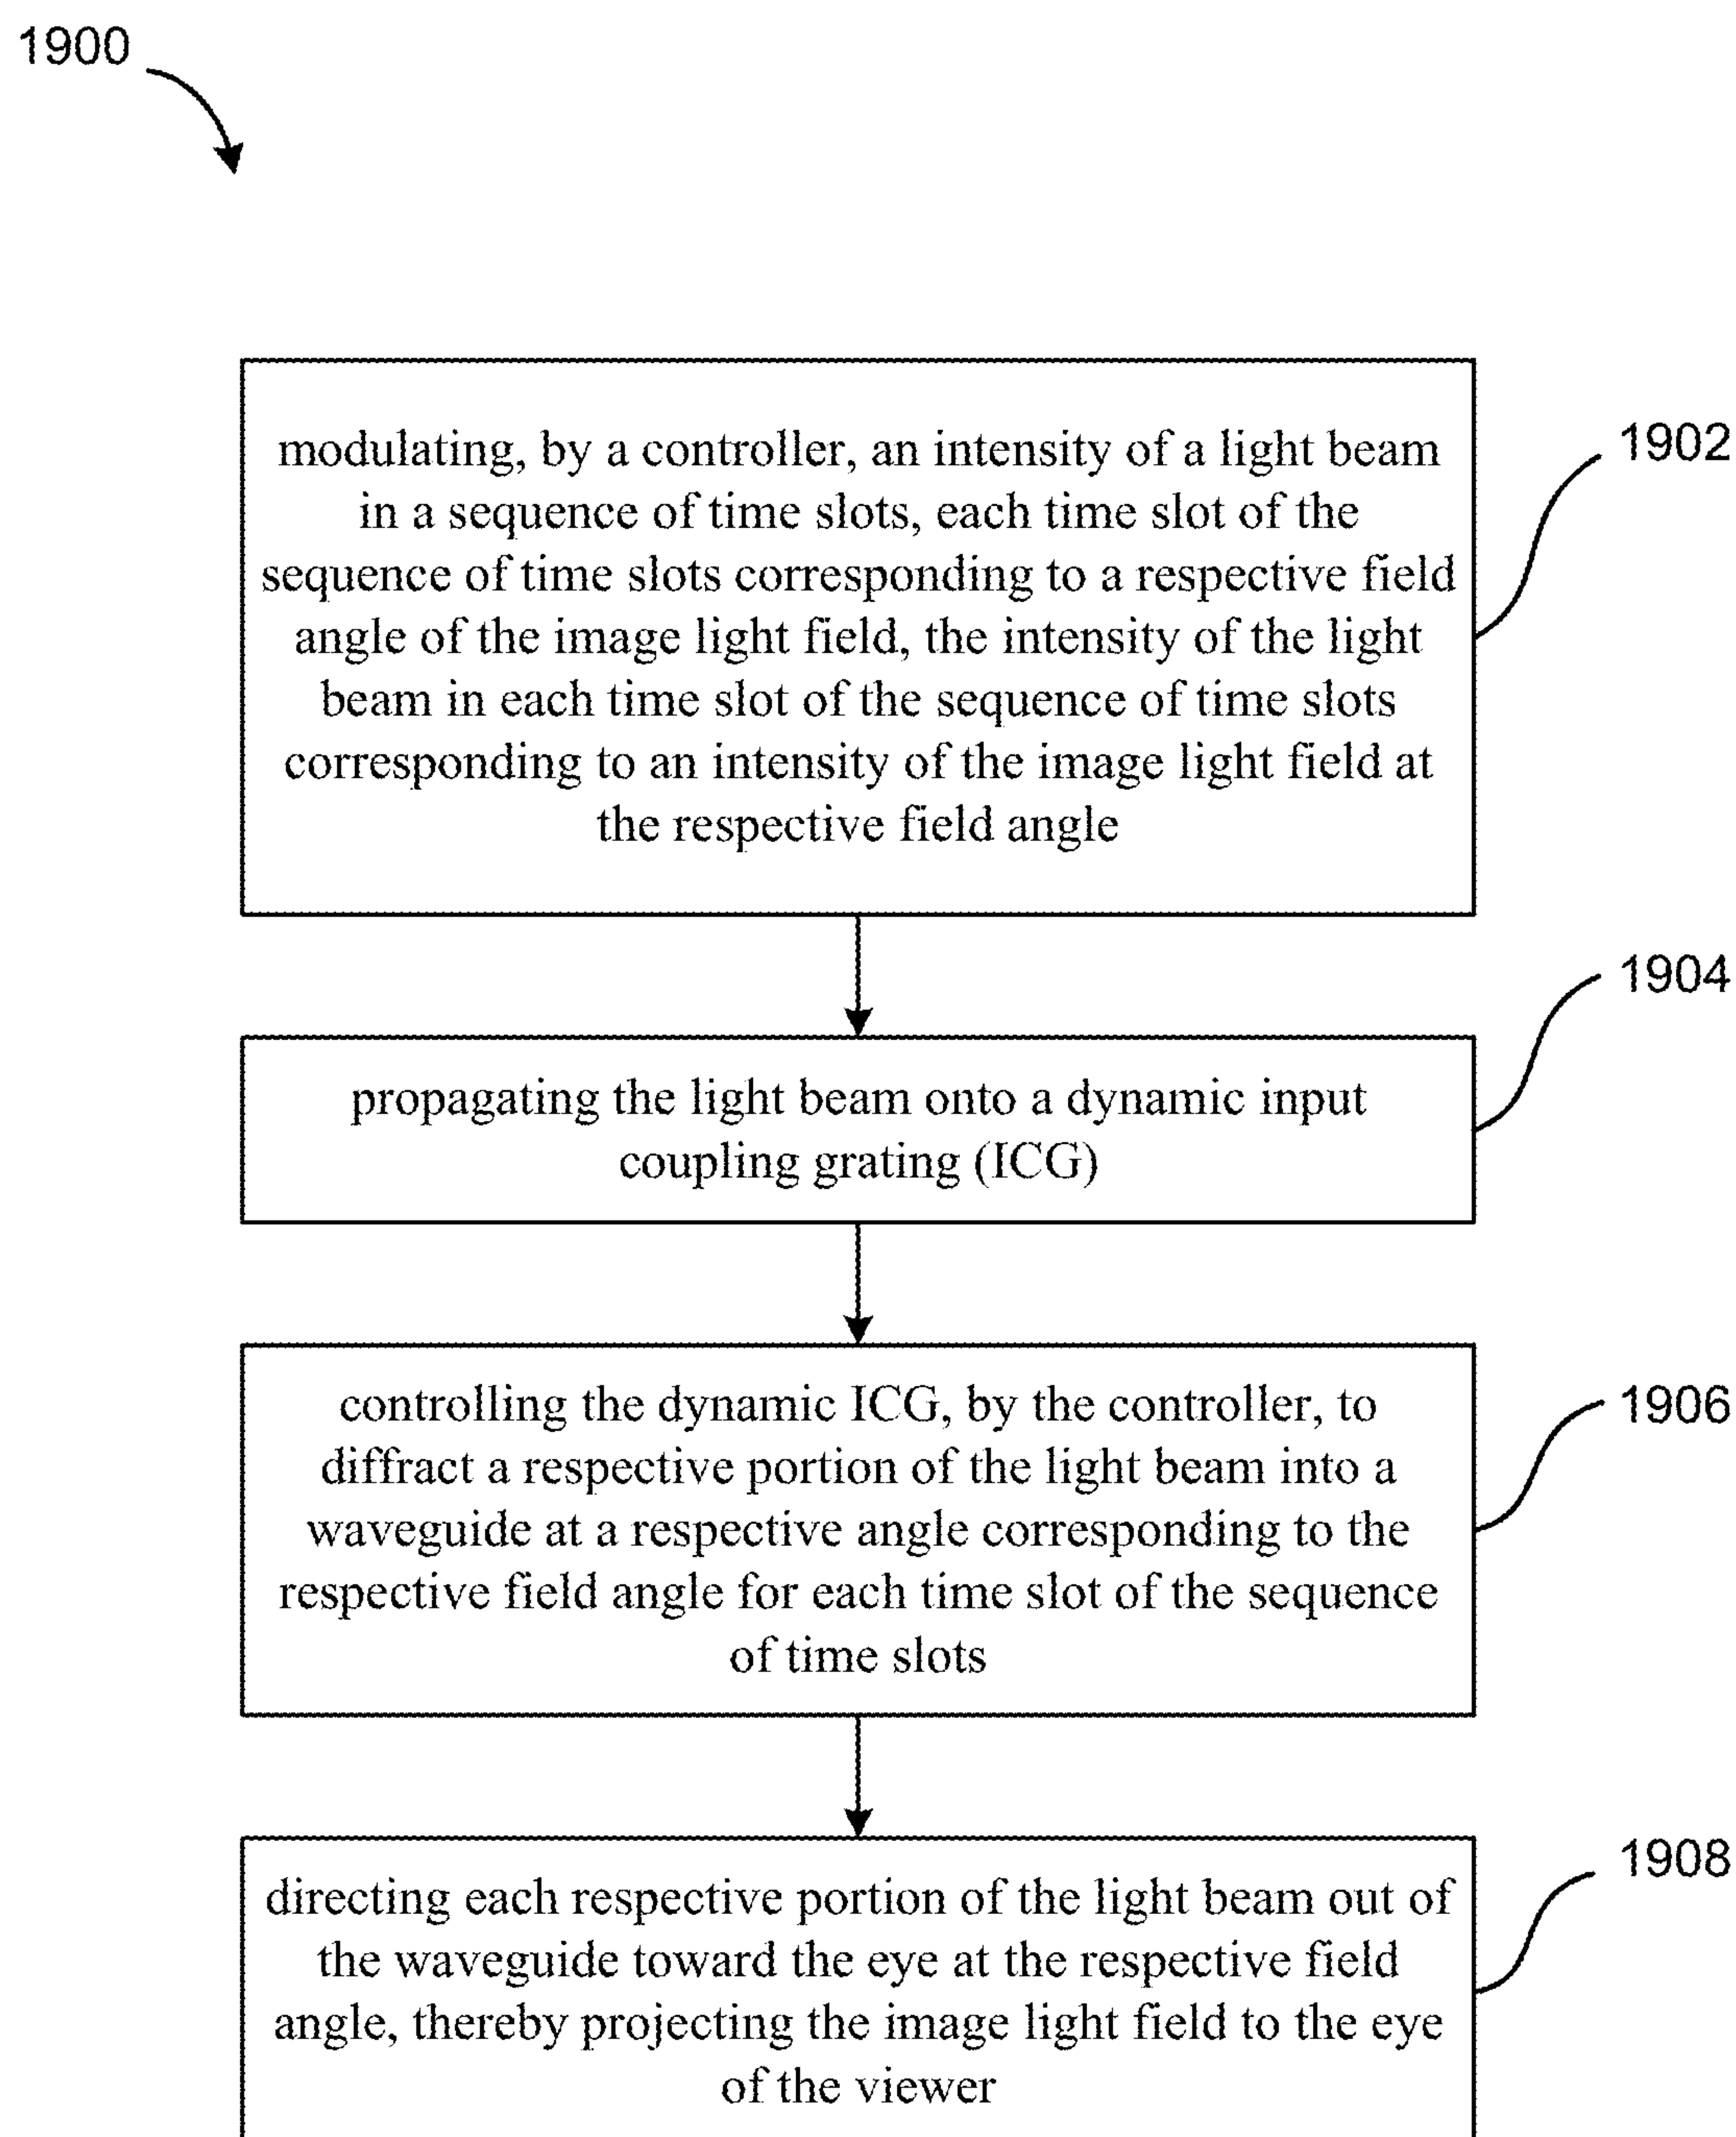 1900
modulating, by a controller, an intensity of a light beam
in a sequence of time slots, each time slot of the
sequence of time slots corresponding to a respective field
angle of the image light field, the intensity of the light
beam in each time slot of the sequence of time slots
corresponding to an intensity of the image light field at
the respective field angle
1902
propagating the light beam onto a dynamic input
coupling grating (ICG)
1904
controlling the dynamic ICG, by the controller, to
diffract a respective portion of the light beam into a
waveguide at a respective angle corresponding to the
respective field angle for each time slot of the sequence
of time slots
1906
directing each respective portion of the light beam out of
the waveguide toward the eye at the respective field
angle, thereby projecting the image light field to the eye
of the viewer
1908